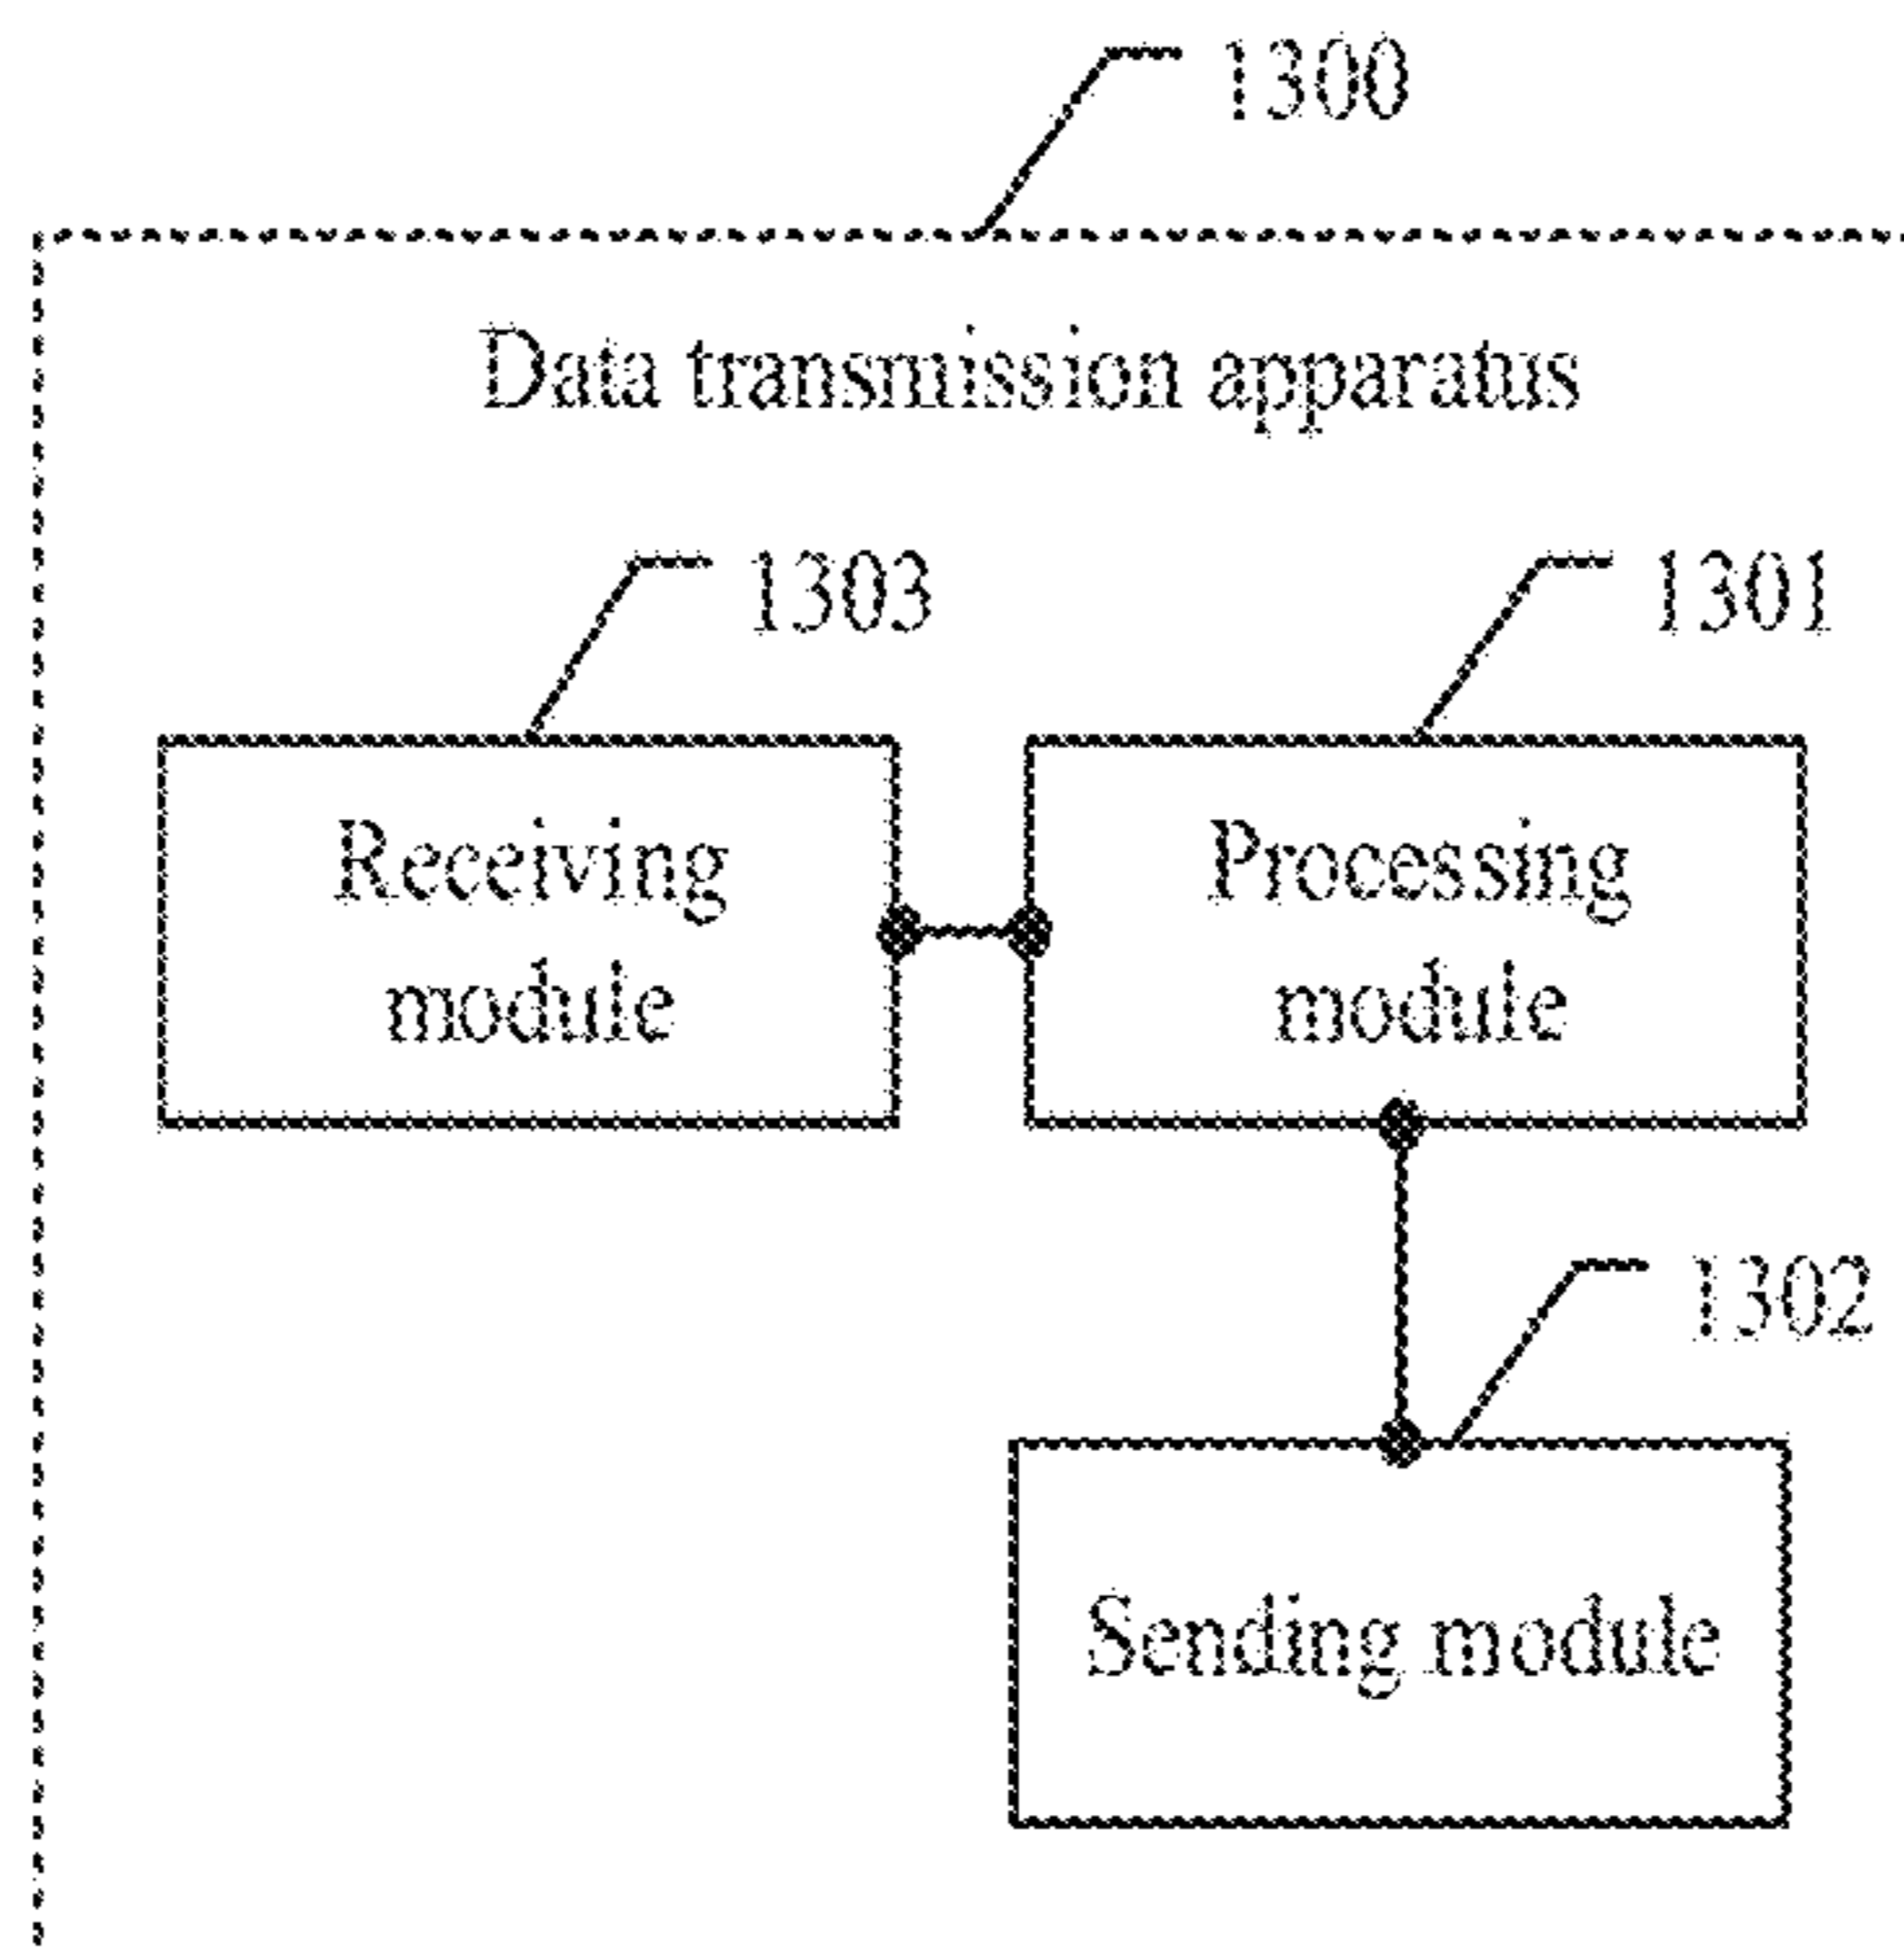 1300
Data transmission apparatus
1303
1301
Receiving
module
Processing
module
1302
Sending module